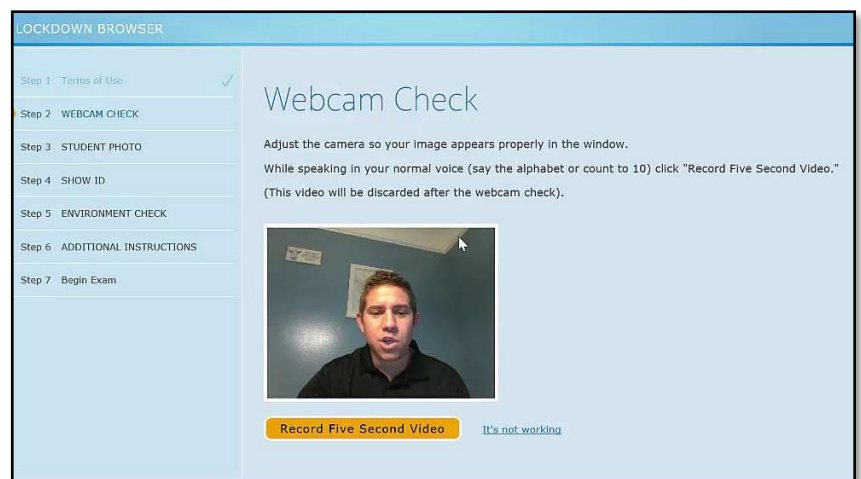 LOCKDOWN BROWSER
Step 1 Terms of Use
Step 2 WEBCAM CHECK
Step 3 STUDENT PHOTO
Step 4 SHOW ID
Step 5 ENVIRONMENT CHECK
Step 6 ADDITIONAL INSTRUCTIONS
Step 7 Begin Exam
Webcam Check
Adjust the camera so your image appears properly in the window.
While speaking in your normal voice (say the alphabet or count to 10) click "Record Five Second Video."
(This video will be discarded after the webcam check).
Record Five Second Video
It's not working